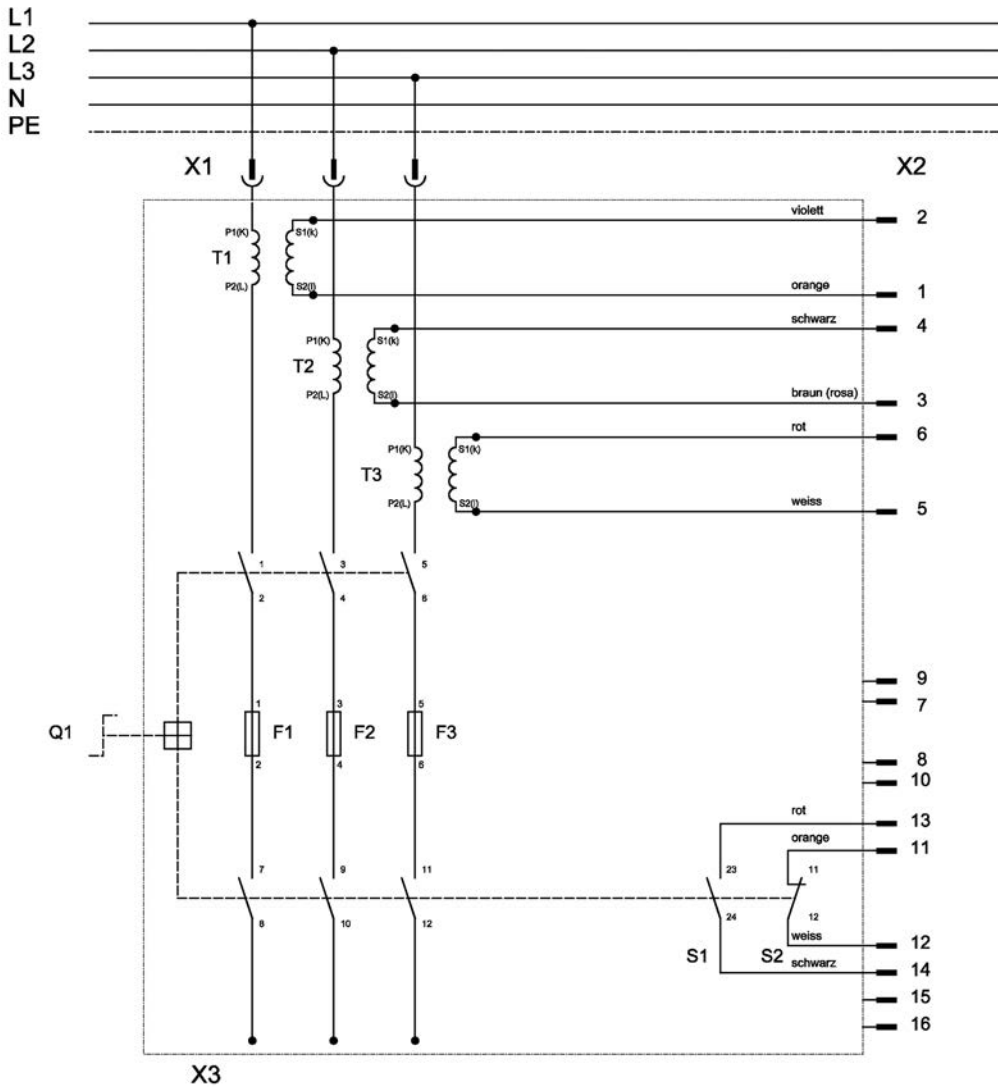 L1
L2
L3
N
PE
X1 X2
violett 2
P1(K) S1(k)
T1
P2(L) S2(l) orange 1
schwarz 4
P1(K) S1(k)
T2
P2(L) S2(l) braun (rosa) 3
rot 6
P1(K) S1(k)
T3
P2(L) S2(l) weiss 5
1 3 5
2 4 6
9
1 3 5 7
Q1 F1 F2 F3
2 4 6 8
10
rot 13
orange 11
7 9 11 23 11
8 10 12 24 12
weiss 12
S1 S2
schwarz 14
15
16
X3